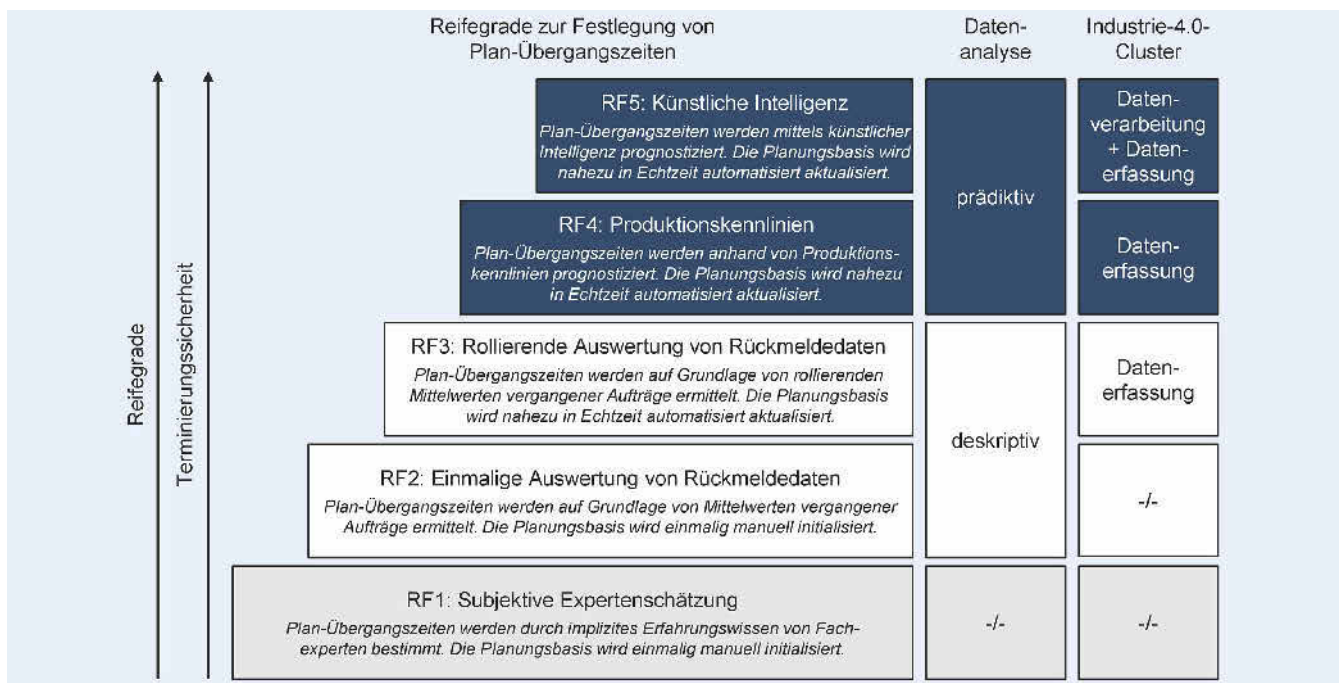 Reifegrade zur Festlegung von
Plan-Übergangszeiten
Daten-
analyse
Industrie-4.0-
Cluster
Reifegrade
Terminierungssicherheit
RF5: Künstliche Intelligenz
Plan-Übergangszeiten werden mittels künstlicher
Intelligenz prognostiziert. Die Planungsbasis wird
nahezu in Echtzeit automatisiert aktualisiert.
prädiktiv
Daten-
verarbeitung
+ Daten-
erfassung
RF4: Produktionskennlinien
Plan-Übergangszeiten werden anhand von Produktions-
kennlinien prognostiziert. Die Planungsbasis wird nahezu
in Echtzeit automatisiert aktualisiert.
Daten-
erfassung
RF3: Rollierende Auswertung von Rückmeldedaten
Plan-Übergangszeiten werden auf Grundlage von rollierenden
Mittelwerten vergangener Aufträge ermittelt. Die Planungsbasis
wird nahezu in Echtzeit automatisiert aktualisiert.
deskriptiv
Daten-
erfassung
RF2: Einmalige Auswertung von Rückmeldedaten
Plan-Übergangszeiten werden auf Grundlage von Mittelwerten vergangener
Aufträge ermittelt. Die Planungsbasis wird einmalig manuell initialisiert.
-/-
RF1: Subjektive Expertenschätzung
Plan-Übergangszeiten werden durch implizites Erfahrungswissen von Fach-
experten bestimmt. Die Planungsbasis wird einmalig manuell initialisiert.
-/-
-/-